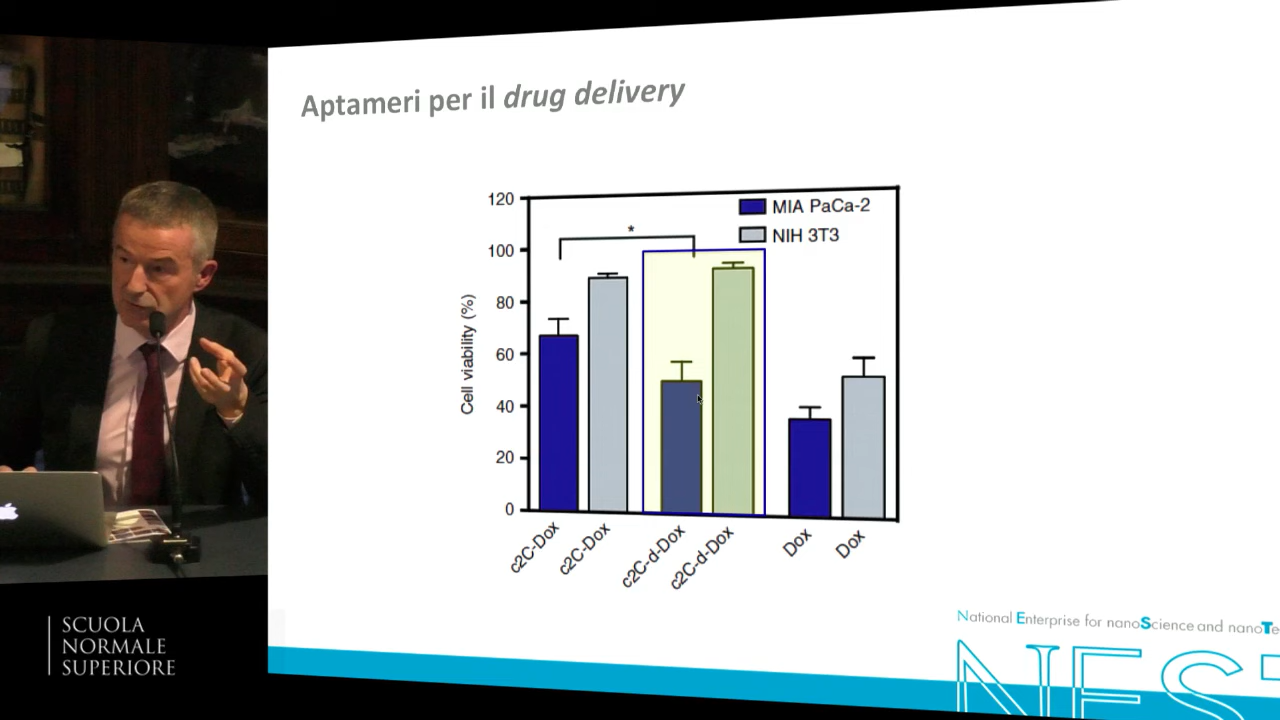 Aptameri per il drug delivery
120
100
80
60
40
20
0
Cell viability (%)
*
MIA PaCa-2
NIH 3T3
c2C-Dox
c2C-Dox
c2C-d-Dox
c2C-d-Dox
Dox
Dox
National Enterprise for nanoScience and nanoTe
NEST
SCUOLA
NORMALE
SUPERIORE